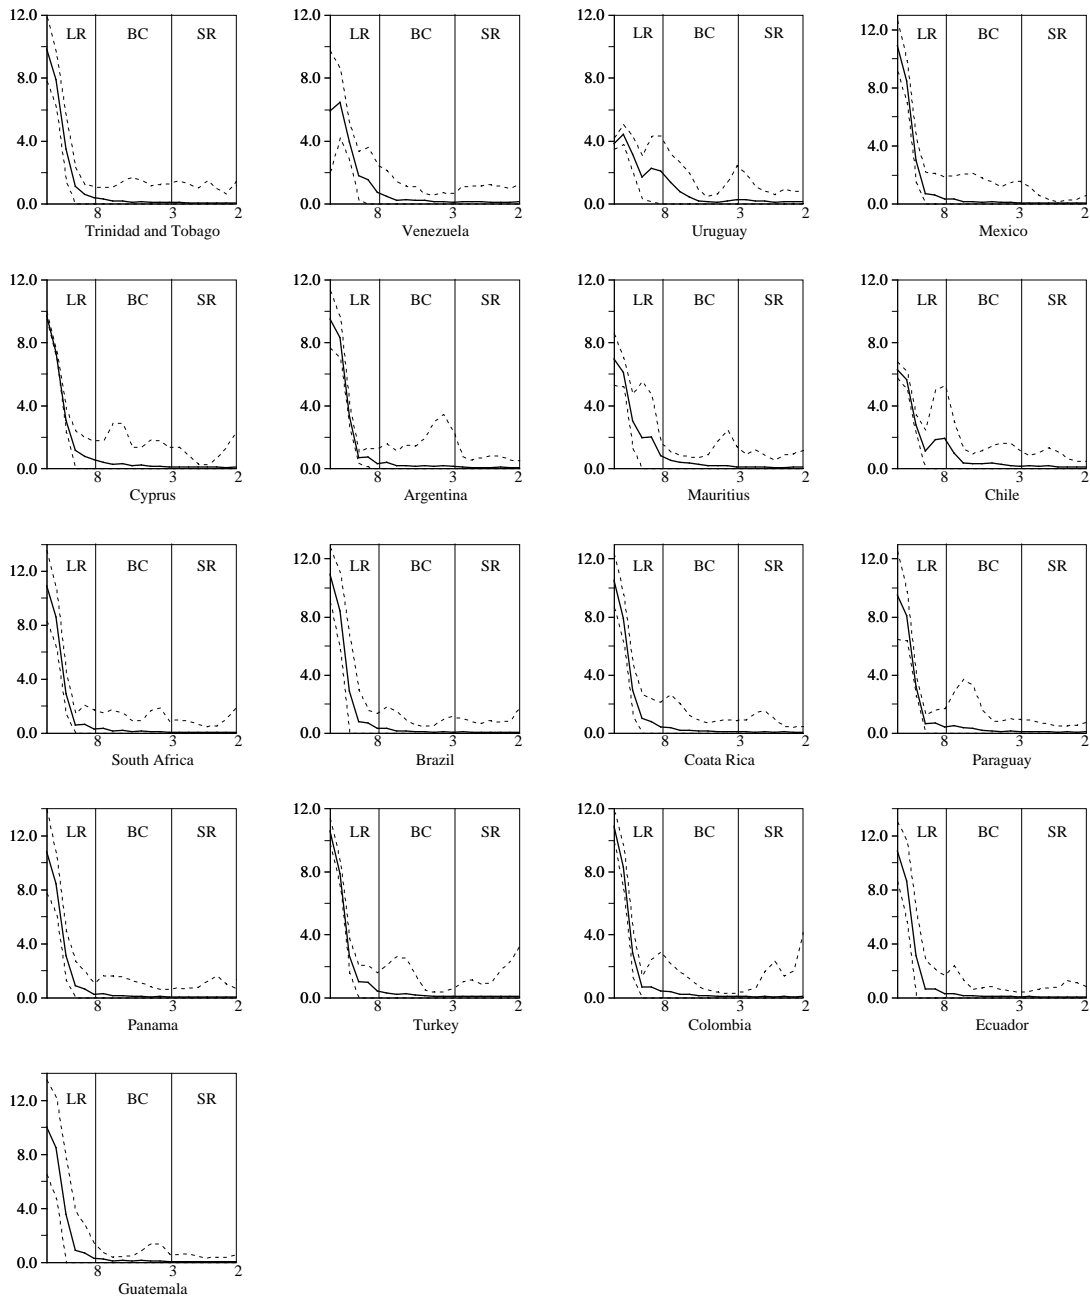 12.0
LR BC SR
8.0
4.0
0.0
8 3 2
Trinidad and Tobago
12.0
LR BC SR
8.0
4.0
0.0
8 3 2
Venezuela
12.0
LR BC SR
8.0
4.0
0.0
8 3 2
Uruguay
12.0
LR BC SR
8.0
4.0
0.0
8 3 2
Mexico
12.0
LR BC SR
8.0
4.0
0.0
8 3 2
Cyprus
12.0
LR BC SR
8.0
4.0
0.0
8 3 2
Argentina
12.0
LR BC SR
8.0
4.0
0.0
8 3 2
Mauritius
12.0
LR BC SR
8.0
4.0
0.0
8 3 2
Chile
12.0
LR BC SR
8.0
4.0
0.0
8 3 2
South Africa
12.0
LR BC SR
8.0
4.0
0.0
8 3 2
Brazil
12.0
LR BC SR
8.0
4.0
0.0
8 3 2
Coata Rica
12.0
LR BC SR
8.0
4.0
0.0
8 3 2
Paraguay
12.0
LR BC SR
8.0
4.0
0.0
8 3 2
Panama
12.0
LR BC SR
8.0
4.0
0.0
8 3 2
Turkey
12.0
LR BC SR
8.0
4.0
0.0
8 3 2
Colombia
12.0
LR BC SR
8.0
4.0
0.0
8 3 2
Ecuador
12.0
LR BC SR
8.0
4.0
0.0
8 3 2
Guatemala